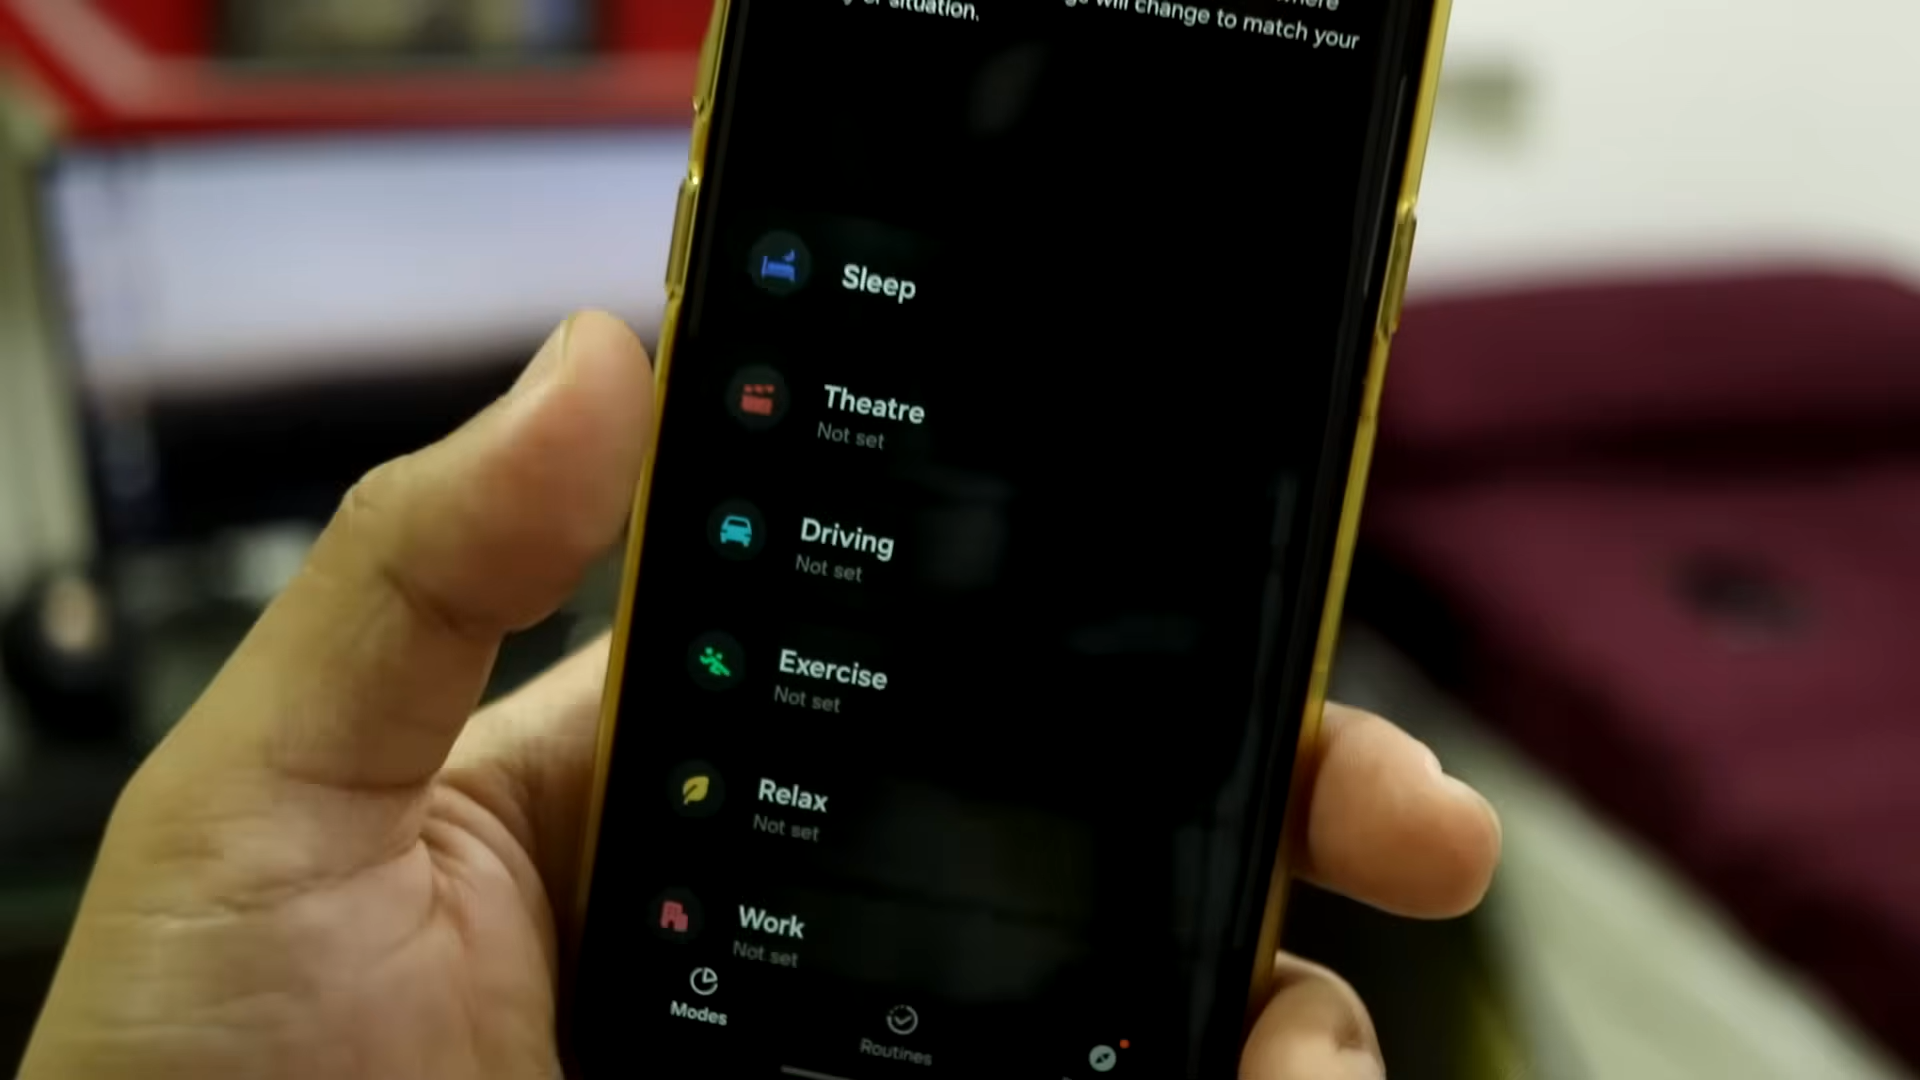 will change to match your
situation.
Sleep
Theatre
Not set
Driving
Not set
Exercise
Not set
Relax
Not set
Work
Not set
Modes
Routines